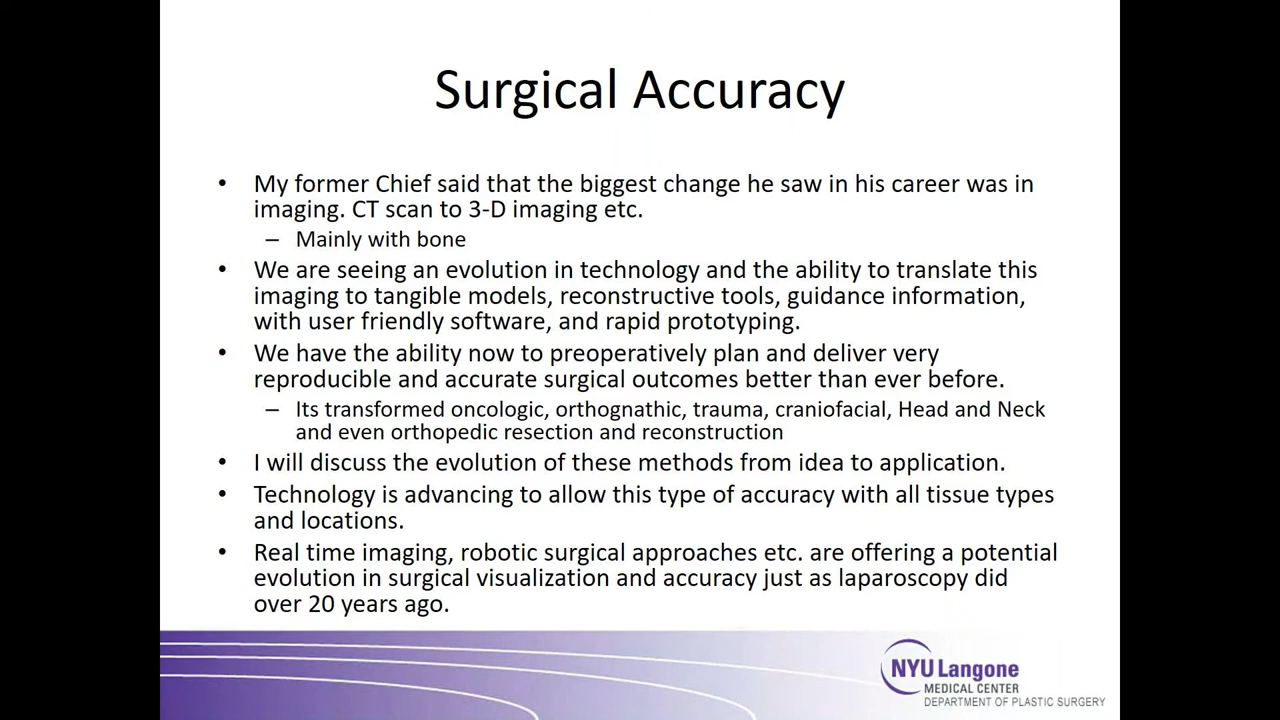 Surgical Accuracy
• My former Chief said that the biggest change he saw in his career was in
imaging. CT scan to 3-D imaging etc.
– Mainly with bone
• We are seeing an evolution in technology and the ability to translate this
imaging to tangible models, reconstructive tools, guidance information,
with user friendly software, and rapid prototyping.
• We have the ability now to preoperatively plan and deliver very
reproducible and accurate surgical outcomes better than ever before.
– Its transformed oncologic, orthognathic, trauma, craniofacial, Head and Neck
and even orthopedic resection and reconstruction
• I will discuss the evolution of these methods from idea to application.
• Technology is advancing to allow this type of accuracy with all tissue types
and locations.
• Real time imaging, robotic surgical approaches etc. are offering a potential
evolution in surgical visualization and accuracy just as laparoscopy did
over 20 years ago.
NYU Langone
MEDICAL CENTER
DEPARTMENT OF PLASTIC SURGERY